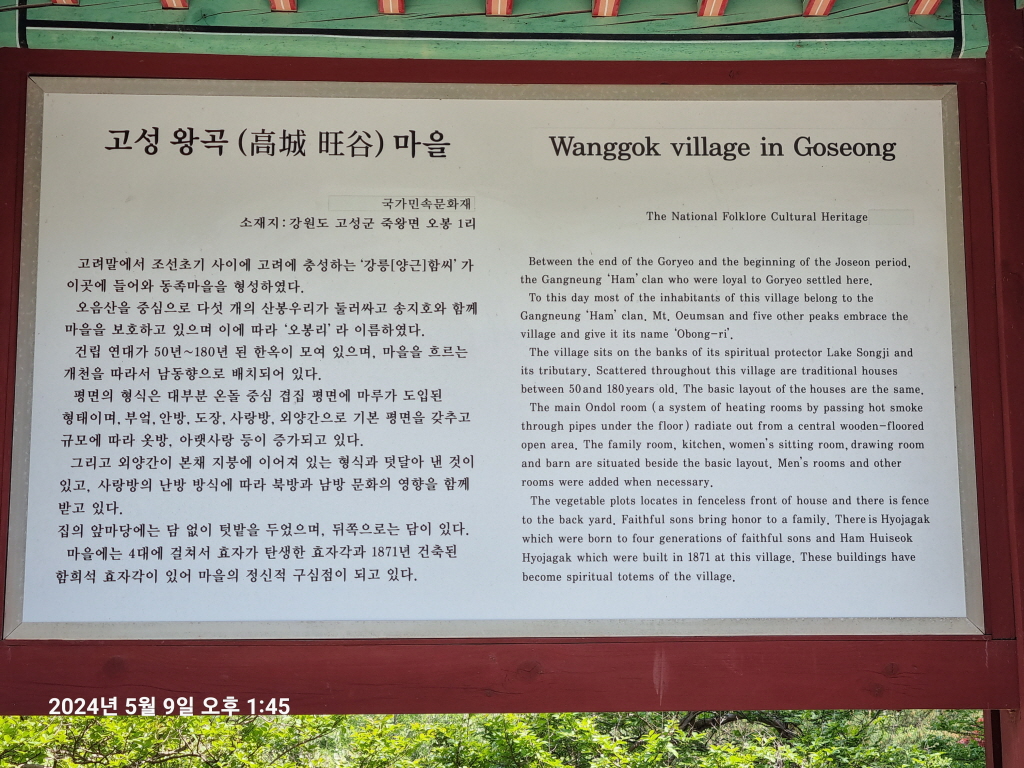 고성 왕곡 (高城 旺谷) 마을
국가민속문화재
소재지 : 강원도 고성군 죽왕면 오봉 1리
고려말에서 조선초기 사이에 고려에 충성하는 ‘강릉[양근]함씨’ 가
이곳에 들어와 동족마을을 형성하였다.
오음산을 중심으로 다섯 개의 산봉우리가 둘러싸고 송지호와 함께
마을을 보호하고 있으며 이에 따라 ‘오봉리’ 라 이름하였다.
건립 연대가 50년~180년 된 한옥이 모여 있으며, 마을을 흐르는
개천을 따라서 남동향으로 배치되어 있다.
평면의 형식은 대부분 온돌 중심 겹집 평면에 마루가 도입된
형태이며, 부엌, 안방, 도장, 사랑방, 외양간으로 기본 평면을 갖추고
규모에 따라 옷방, 아랫사랑 등이 증가되고 있다.
그리고 외양간이 본채 지붕에 이어져 있는 형식과 덧달아 낸 것이
있고, 사랑방의 난방 방식에 따라 북방과 남방 문화의 영향을 함께
받고 있다.
집의 앞마당에는 담 없이 텃밭을 두었으며, 뒤쪽으로는 담이 있다.
마을에는 4대에 걸쳐서 효자가 탄생한 효자각과 1871년 건축된
함희석 효자각이 있어 마을의 정신적 구심점이 되고 있다.
Wanggok village in Goseong
The National Folklore Cultural Heritage
Between the end of the Goryeo and the beginning of the Joseon period,
the Gangneung ‘Ham’ clan who were loyal to Goryeo settled here.
To this day most of the inhabitants of this village belong to the
Gangneung ‘Ham’ clan. Mt. Oeumsan and five other peaks embrace the
village and give it its name ‘Obong-ri’.
The village sits on the banks of its spiritual protector Lake Songji and
its tributary. Scattered throughout this village are traditional houses
between 50 and 180 years old. The basic layout of the houses are the same.
The main Ondol room ( a system of heating rooms by passing hot smoke
through pipes under the floor ) radiate out from a central wooden-floored
open area. The family room, kitchen, women’s sitting room, drawing room
and barn are situated beside the basic layout. Men’s rooms and other
rooms were added when necessary.
The vegetable plots locates in fenceless front of house and there is fence
to the back yard. Faithful sons bring honor to a family. There is Hyojagak
which were born to four generations of faithful sons and Ham Huiseok
Hyojagak which were built in 1871 at this village. These buildings have
become spiritual totems of the village.
2024년 5월 9일 오후 1:45